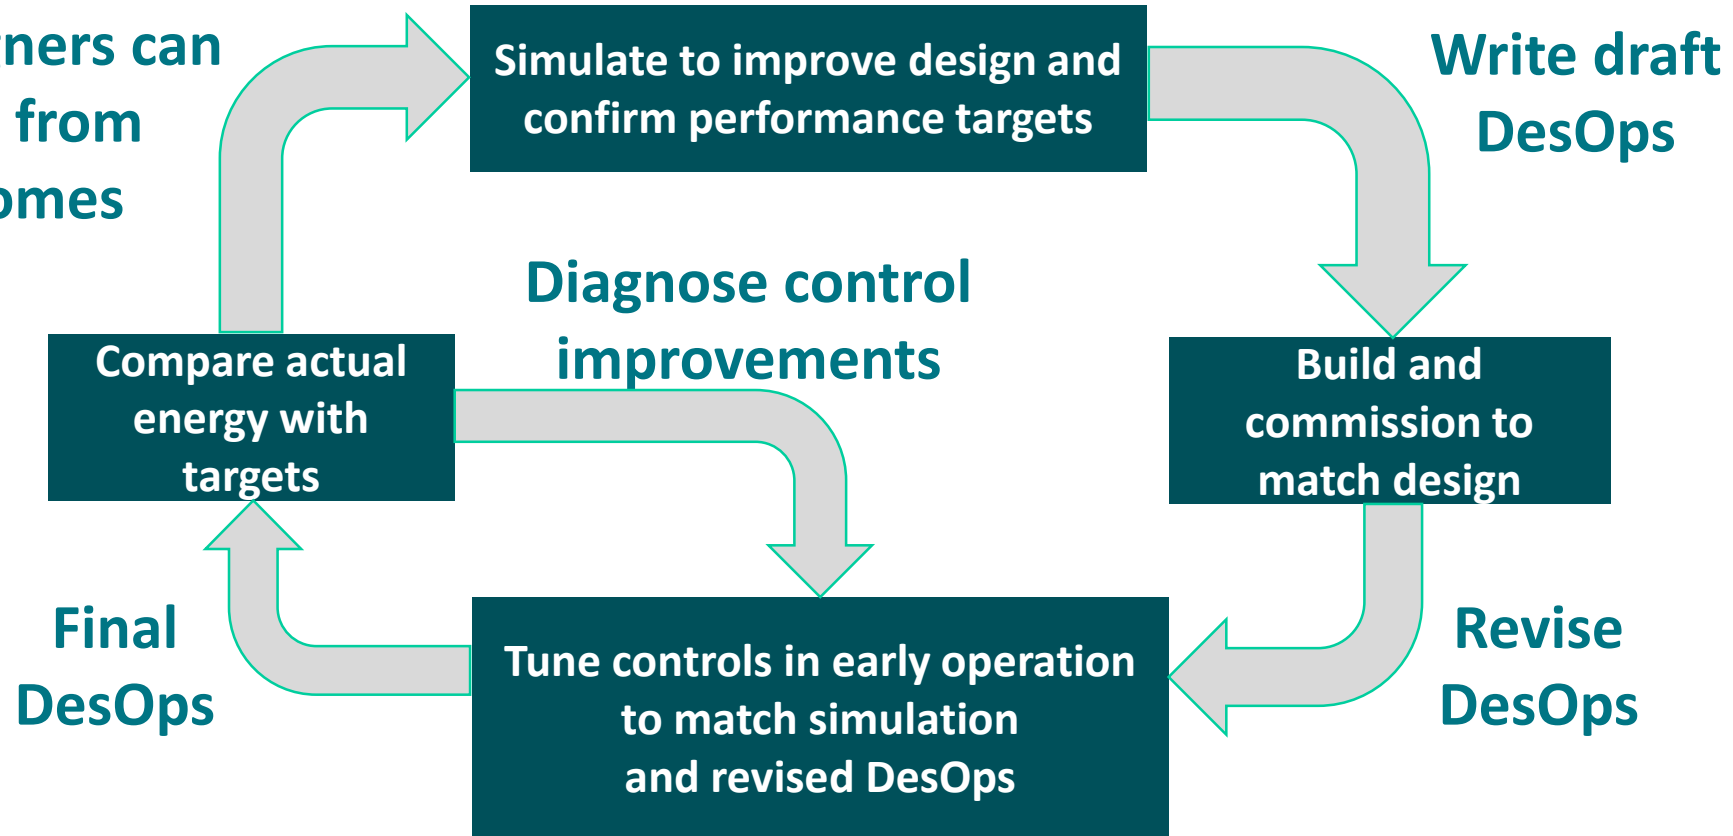 can
from
Simulate to improve design and
confirm performance targets
Write draft
DesOps
Diagnose control
improvements
Compare actual
energy with
targets
Build and
commission to
match design
Final
DesOps
Tune controls in early operation
to match simulation
and revised DesOps
Revise
DesOps